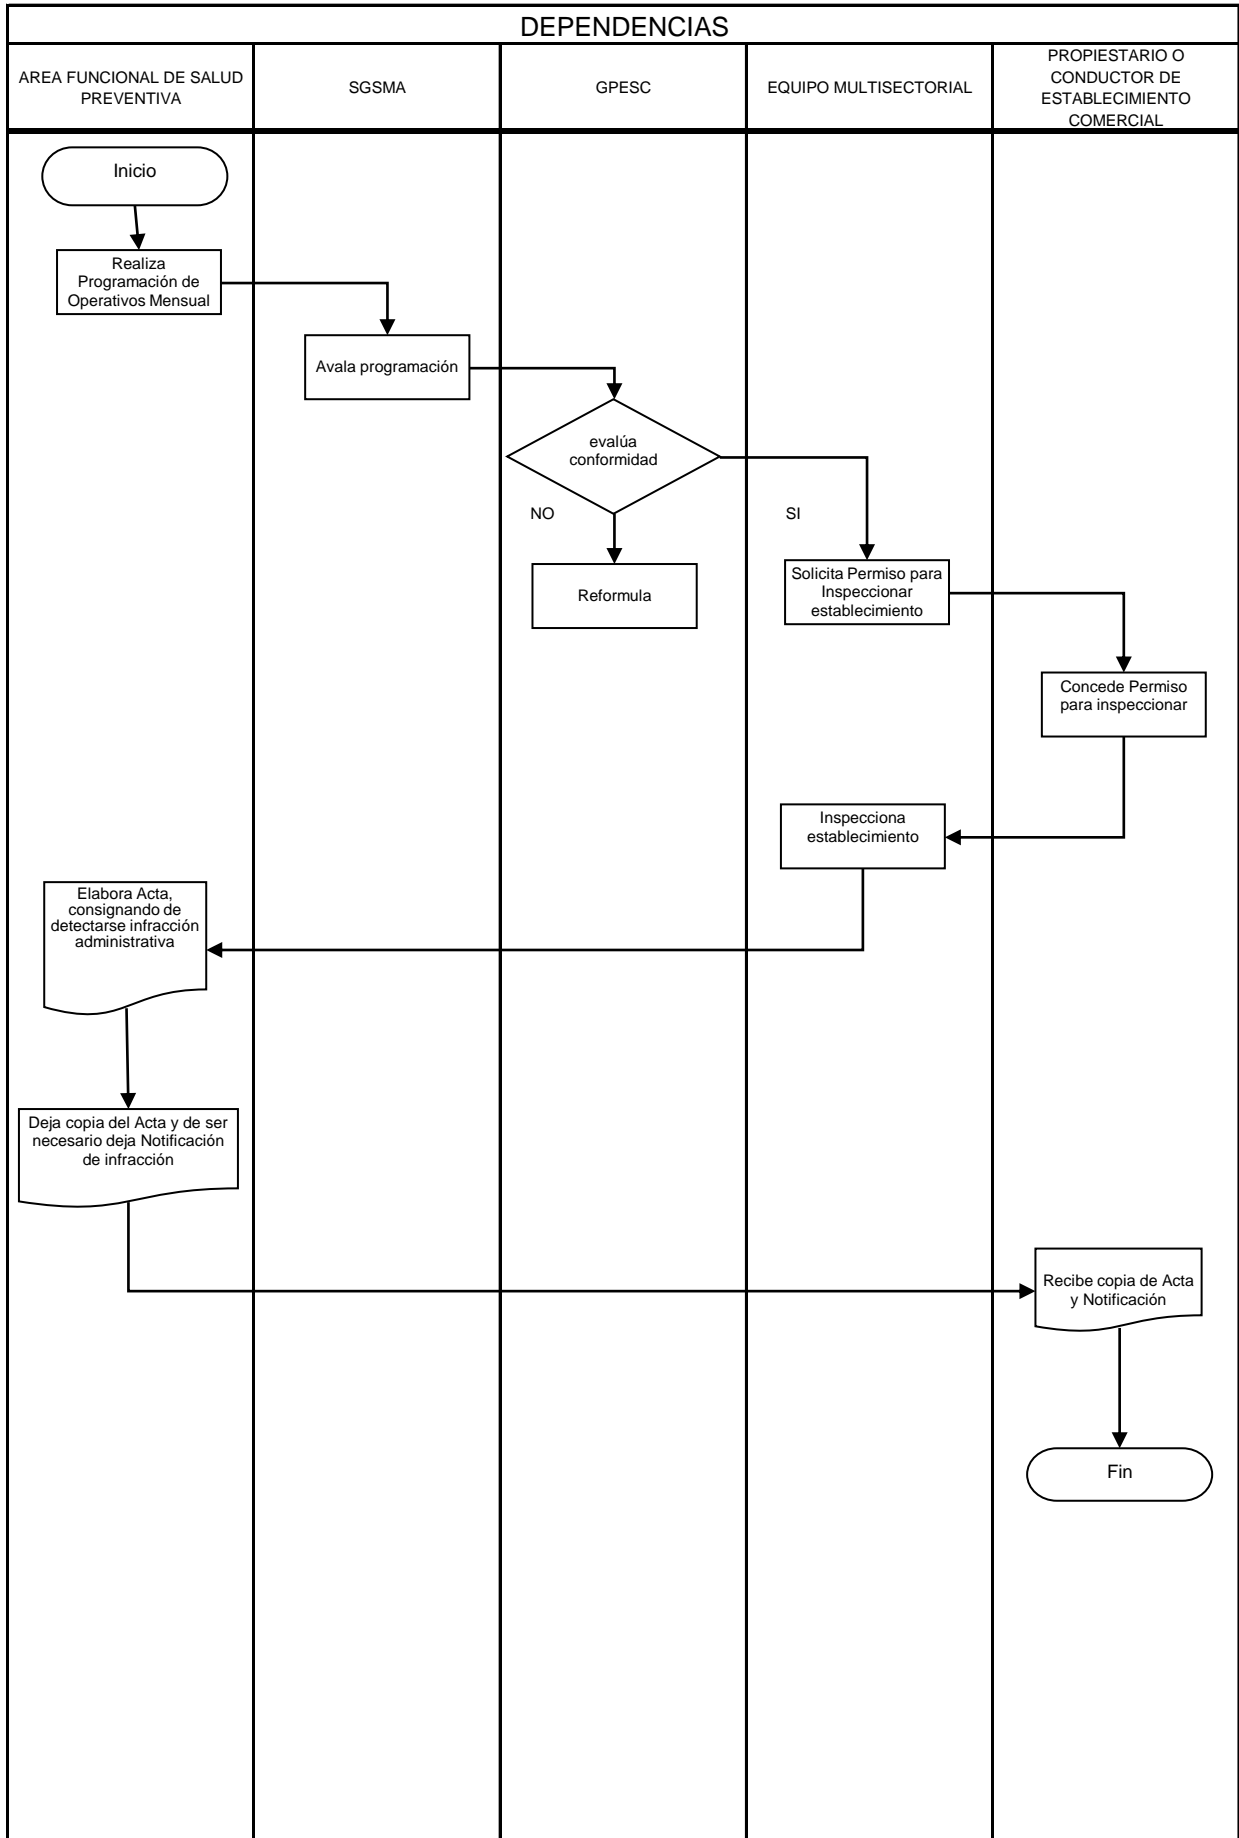 DEPENDENCIAS
AREA FUNCIONAL DE SALUD
PREVENTIVA
SGSMA
GPESC
EQUIPO MULTISECTORIAL
PROPIESTARIO O
CONDUCTOR DE
ESTABLECIMIENTO
COMERCIAL
Inicio
Realiza
Programación de
Operativos Mensual
Avala programación
evalúa
conformidad
NO
SI
Reformula
Solicita Permiso para
Inspeccionar
establecimiento
Concede Permiso
para inspeccionar
Inspecciona
establecimiento
Elabora Acta,
consignando de
detectarse infracción
administrativa
Deja copia del Acta y de ser
necesario deja Notificación
de infracción
Recibe copia de Acta
y Notificación
Fin